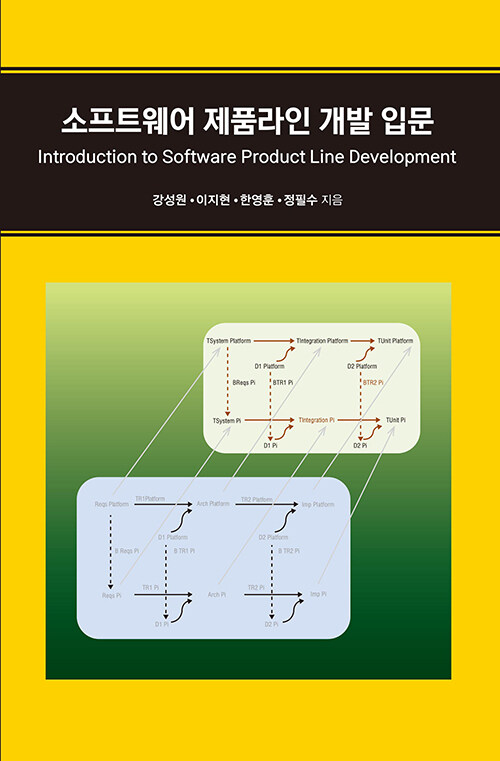 소프트웨어 제품라인 개발 입문
Introduction to Software Product Line Development
강성원 • 이지현 • 한영훈 • 정필수 지음
TSystem Platform TIntegration Platform TUnit Platform
D1 Platform D2 Platform
BReqs Pi BTR1 Pi BTR2 Pi
TSystem Pi TIntegration Pi TUnit Pi
D1 Pi D2 Pi
Reqs Platform TR1Platform Arch Platform TR2 Platform Imp Platform
D1 Platform D2 Platform
B Reqs Pi B TR1 Pi B TR2 Pi
Reqs Pi TR1 Pi Arch Pi TR2 Pi Imp Pi
D1 Pi D2 Pi